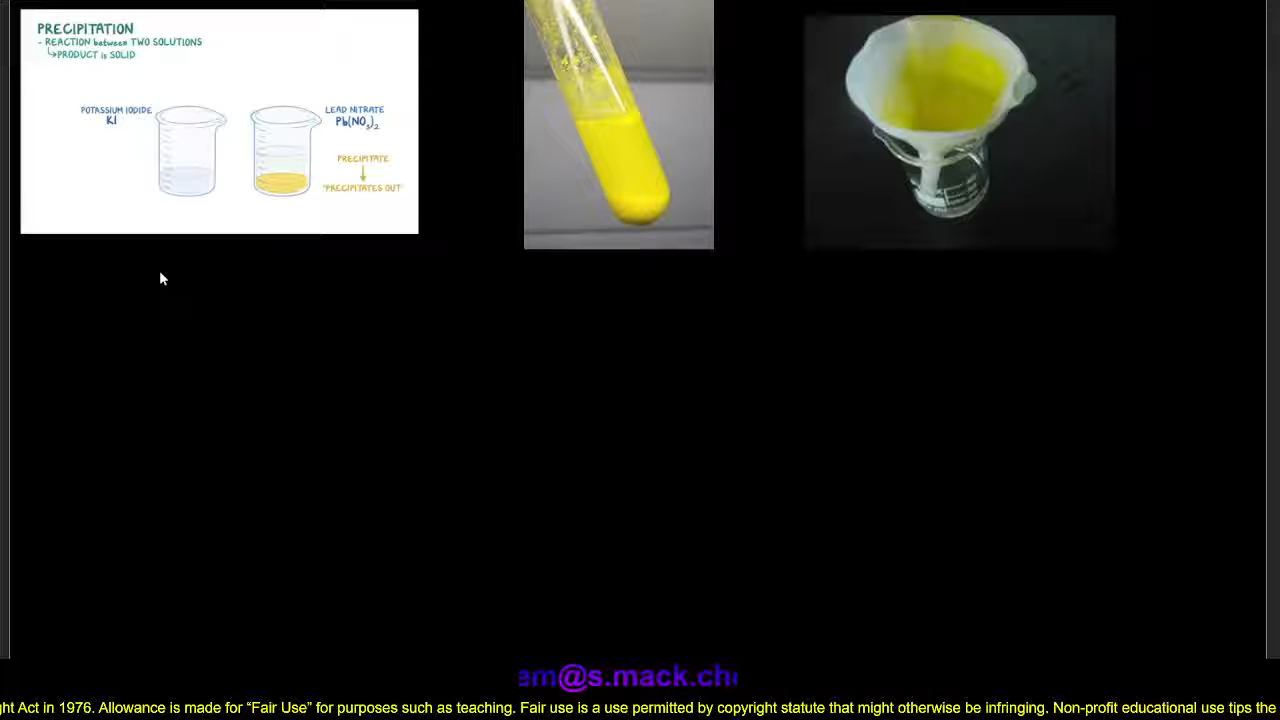 PRECIPITATION
- REACTION between TWO SOLUTIONS
PRODUCT is SOLID
POTASSIUM IODIDE
KI
LEAD NITRATE
Pb(NO3)2
PRECIPITATE
"PRECIPITATES OUT"
am@s.mack.ch
ht Act in 1976. Allowance is made for “Fair Use” for purposes such as teaching. Fair use is a use permitted by copyright statute that might otherwise be infringing. Non-profit educational use tips the